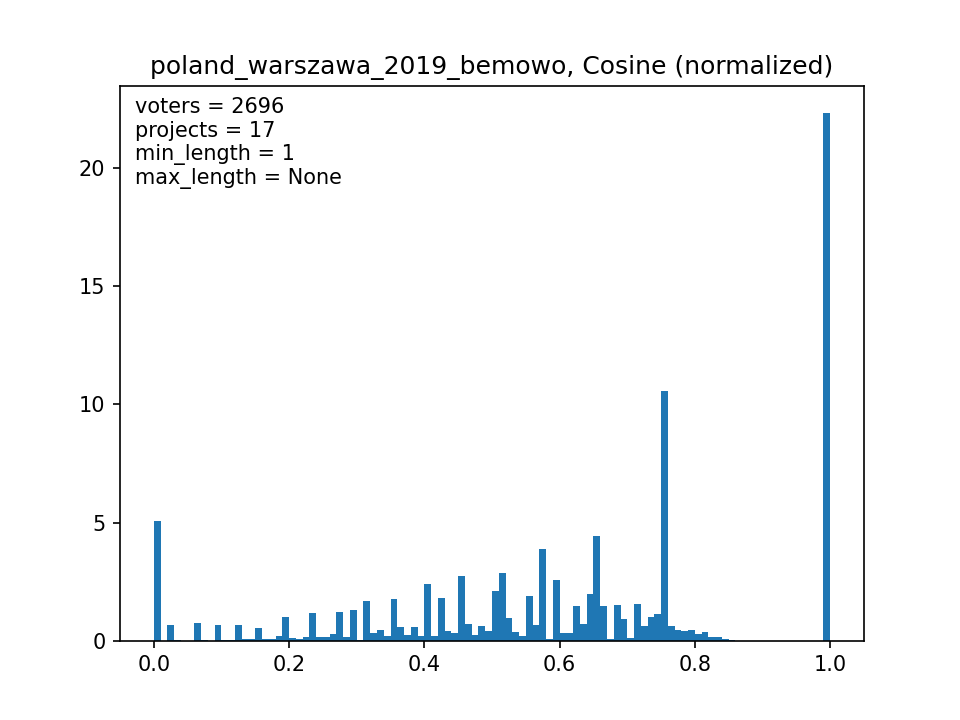 poland_warszawa_2019_bemowo, Cosine (normalized)
voters = 2696
projects = 17
min_length = 1
max_length = None
20
15
10
5
0
0.0 0.2 0.4 0.6 0.8 1.0